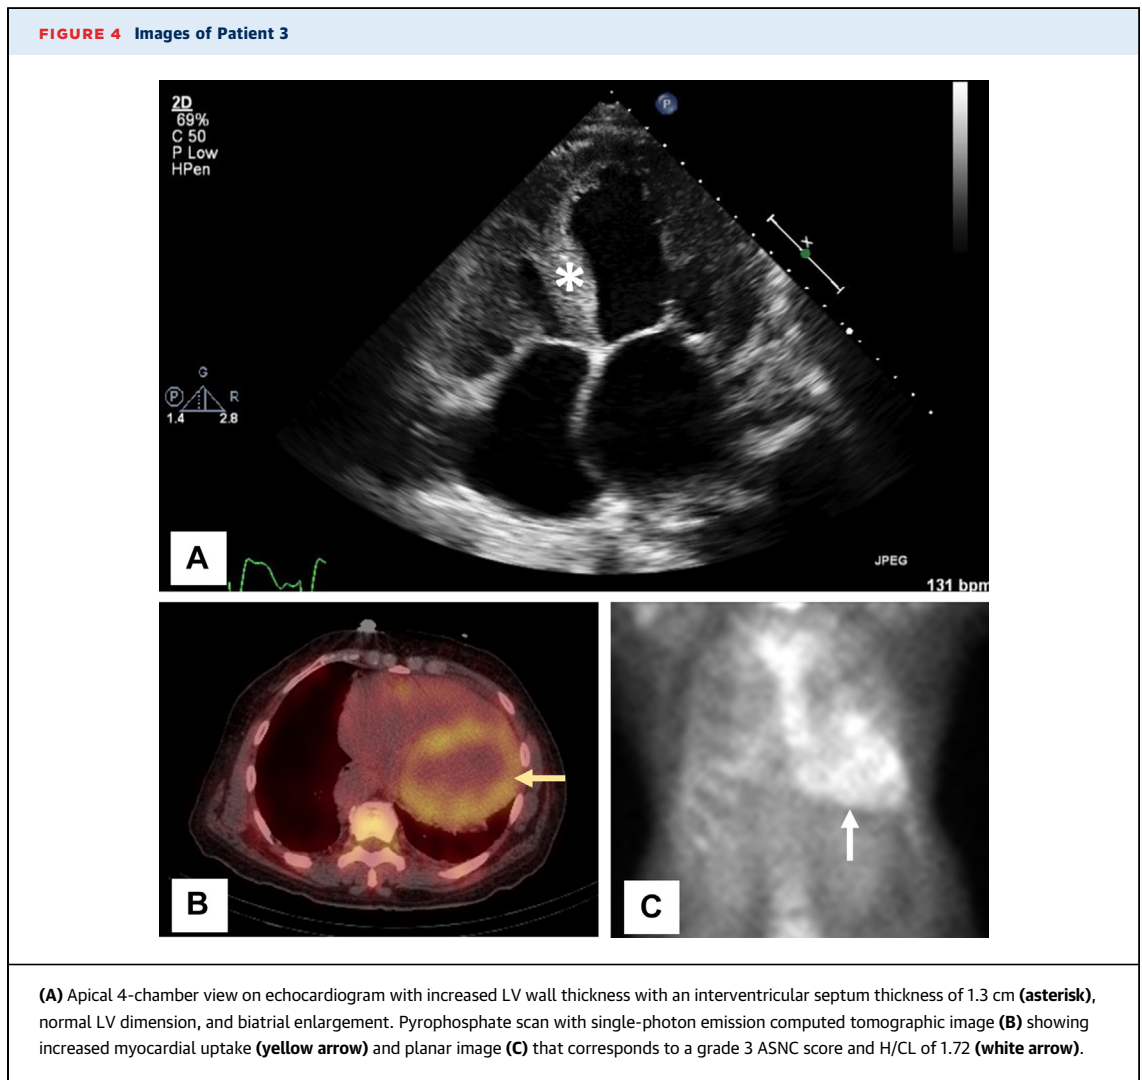 FIGURE 4 Images of Patient 3
2D
69%
C 50
P Low
HPen
P
X
G
P R
1.4 2.8
A
JPEG
131 bpm
B
C
(A) Apical 4-chamber view on echocardiogram with increased LV wall thickness with an interventricular septum thickness of 1.3 cm (asterisk),
normal LV dimension, and biatrial enlargement. Pyrophosphate scan with single-photon emission computed tomographic image (B) showing
increased myocardial uptake (yellow arrow) and planar image (C) that corresponds to a grade 3 ASNC score and H/CL of 1.72 (white arrow).